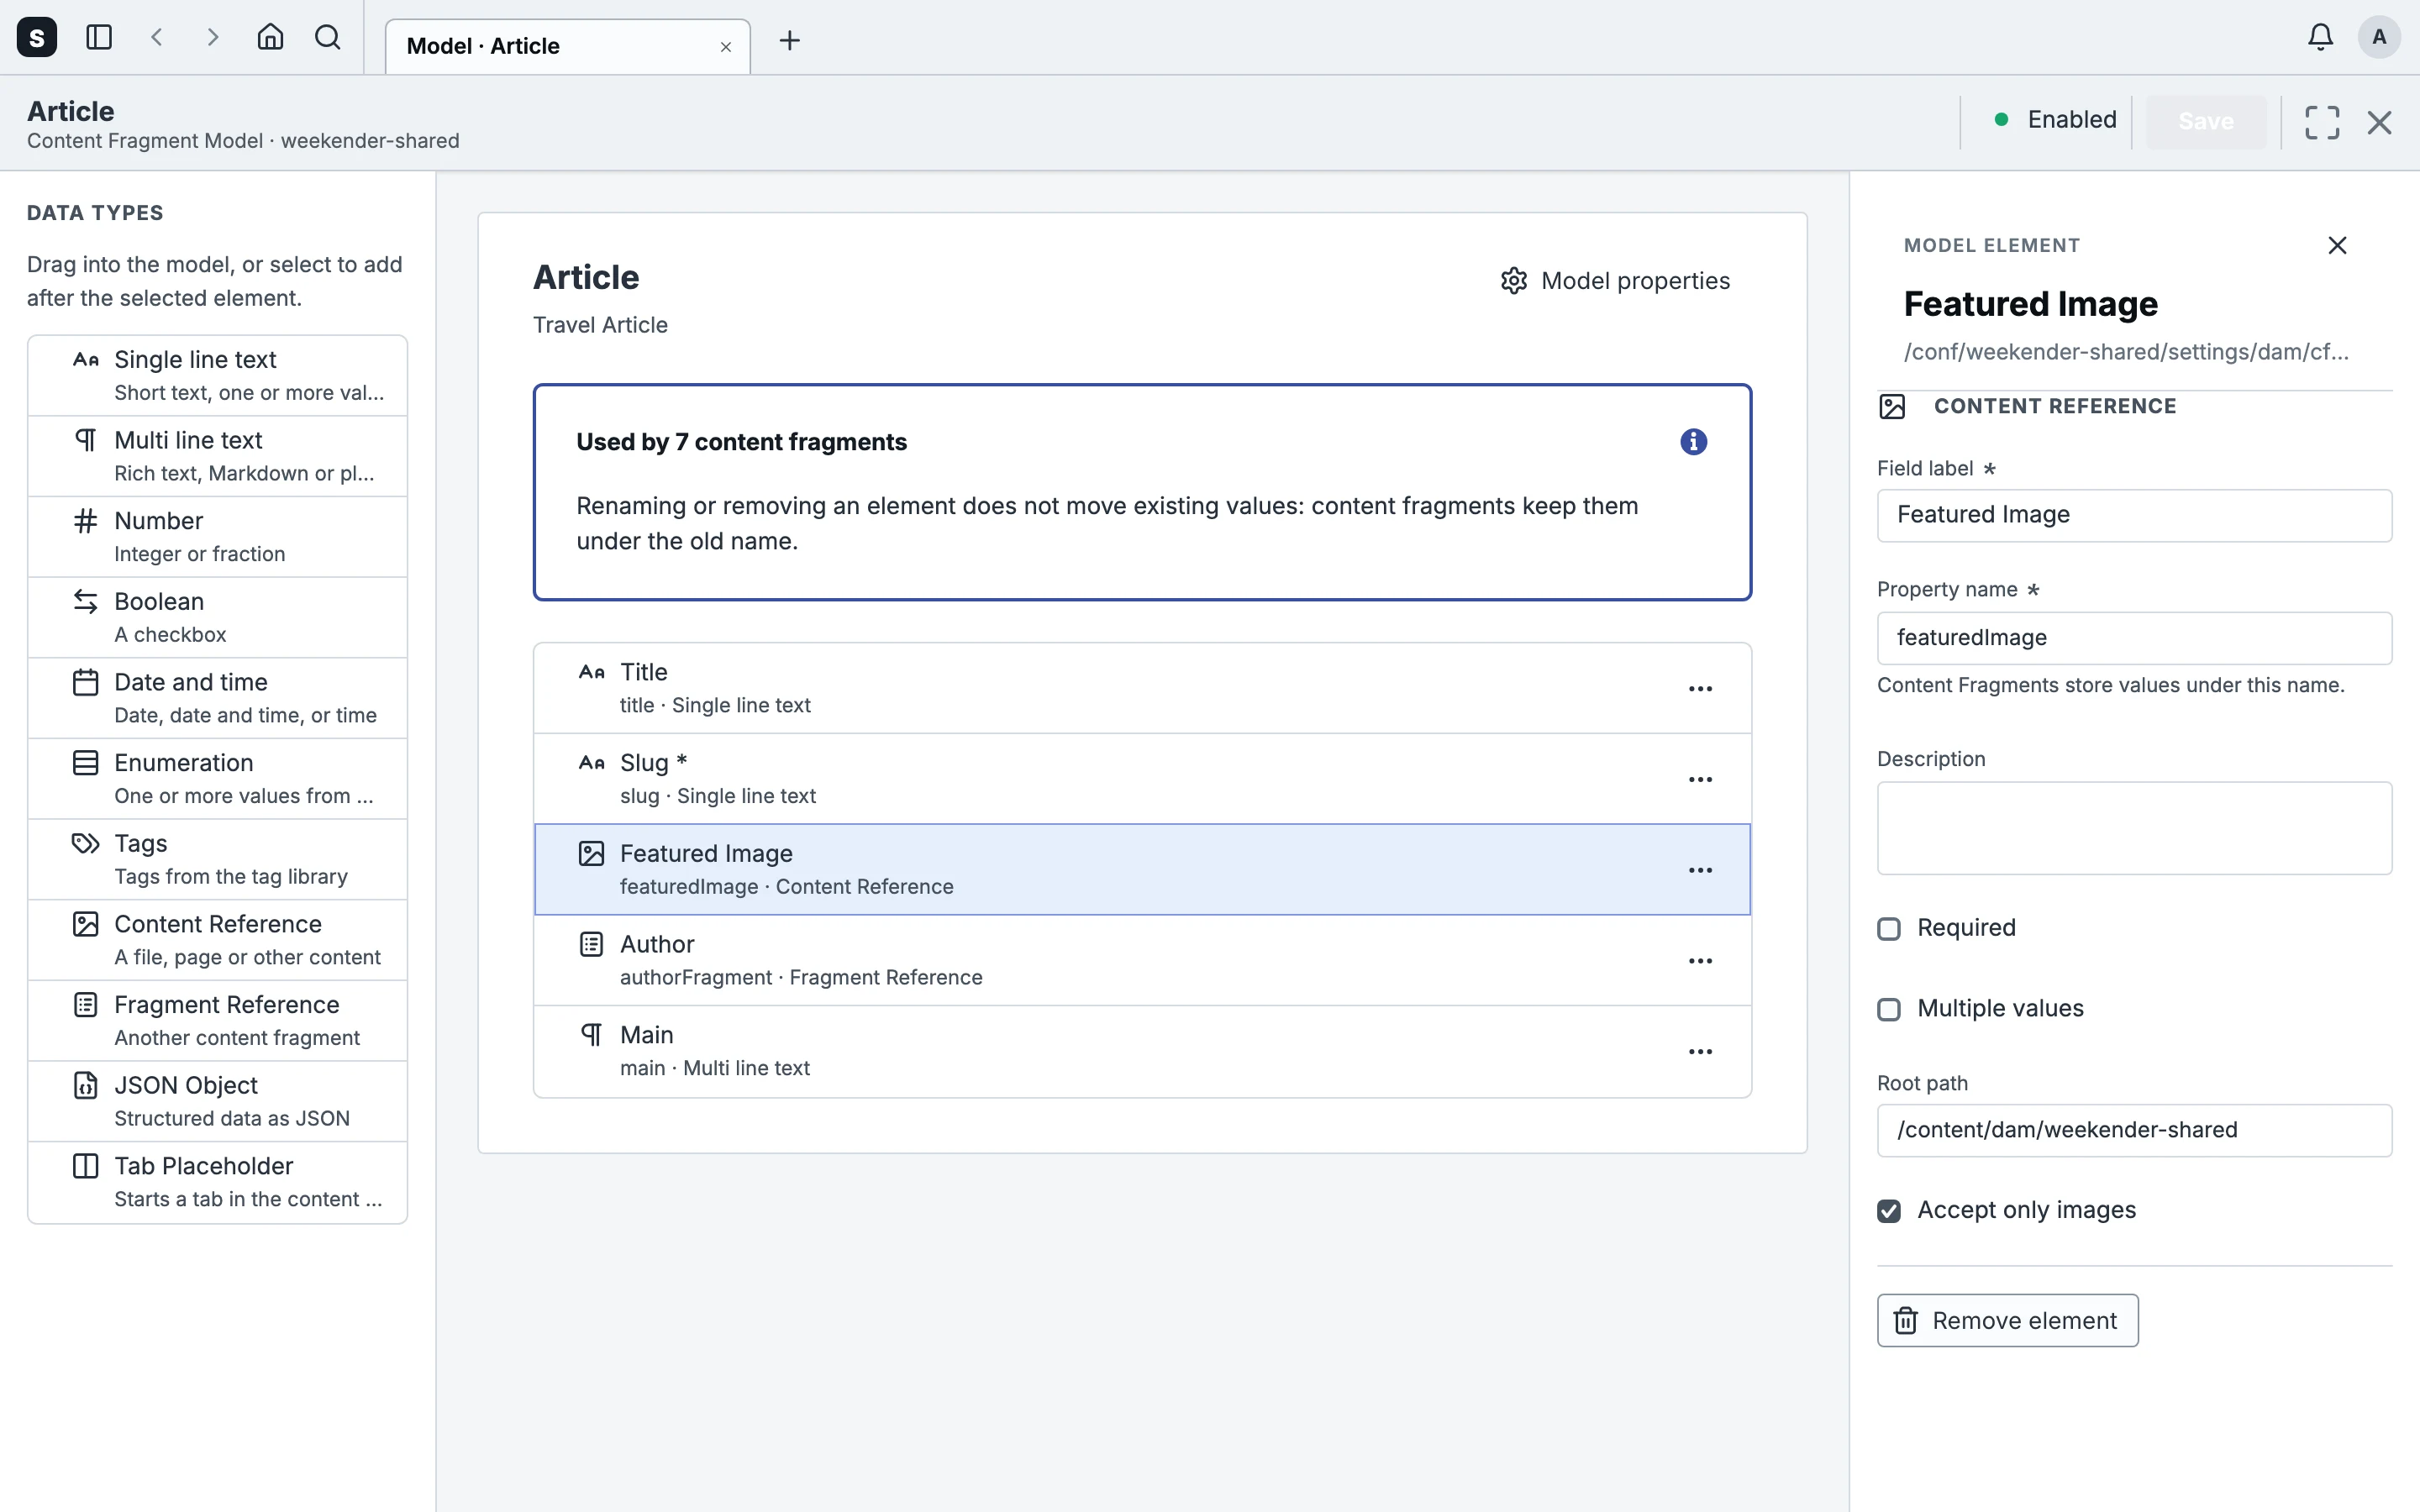 S
Model · Article
A
Article
Content Fragment Model · weekender-shared
Enabled
Save
DATA TYPES
Drag into the model, or select to add
after the selected element.
Single line text
Short text, one or more val...
Multi line text
Rich text, Markdown or pl...
Number
Integer or fraction
Boolean
A checkbox
Date and time
Date, date and time, or time
Enumeration
One or more values from ...
Tags
Tags from the tag library
Content Reference
A file, page or other content
Fragment Reference
Another content fragment
JSON Object
Structured data as JSON
Tab Placeholder
Starts a tab in the content ...
Article
Model properties
Travel Article
Used by 7 content fragments
Renaming or removing an element does not move existing values: content fragments keep them
under the old name.
Title
title · Single line text
Slug *
slug · Single line text
Featured Image
featuredImage · Content Reference
Author
authorFragment · Fragment Reference
Main
main · Multi line text
MODEL ELEMENT
Featured Image
/conf/weekender-shared/settings/dam/cf...
CONTENT REFERENCE
Field label *
Featured Image
Property name *
featuredImage
Content Fragments store values under this name.
Description
Required
Multiple values
Root path
/content/dam/weekender-shared
Accept only images
Remove element